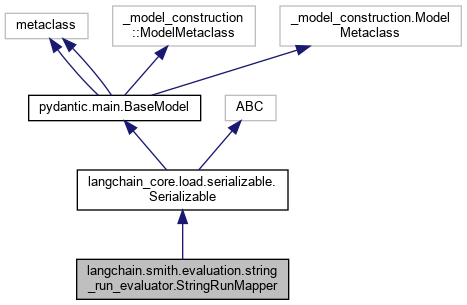 metaclass
_model_construction
::ModelMetaclass
_model_construction.Model
Metaclass
pydantic.main.BaseModel
ABC
langchain_core.load.serializable.
Serializable
langchain.smith.evaluation.string
_run_evaluator.StringRunMapper